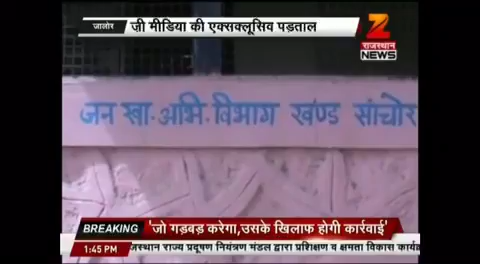 जालोर
ज़ी मीडिया की एक्सक्लूसिव पड़ताल
राजस्थान
NEWS
जन स्वा. अभि. विभाग खण्ड सांचोर
BREAKING
'जो गड़बड़ करेगा,उसके खिलाफ होगी कार्रवाई'
1:45 PM
जस्थान राज्य प्रदूषण नियंत्रण मंडल द्वारा प्रशिक्षण व क्षमता विकास कार्यक्र